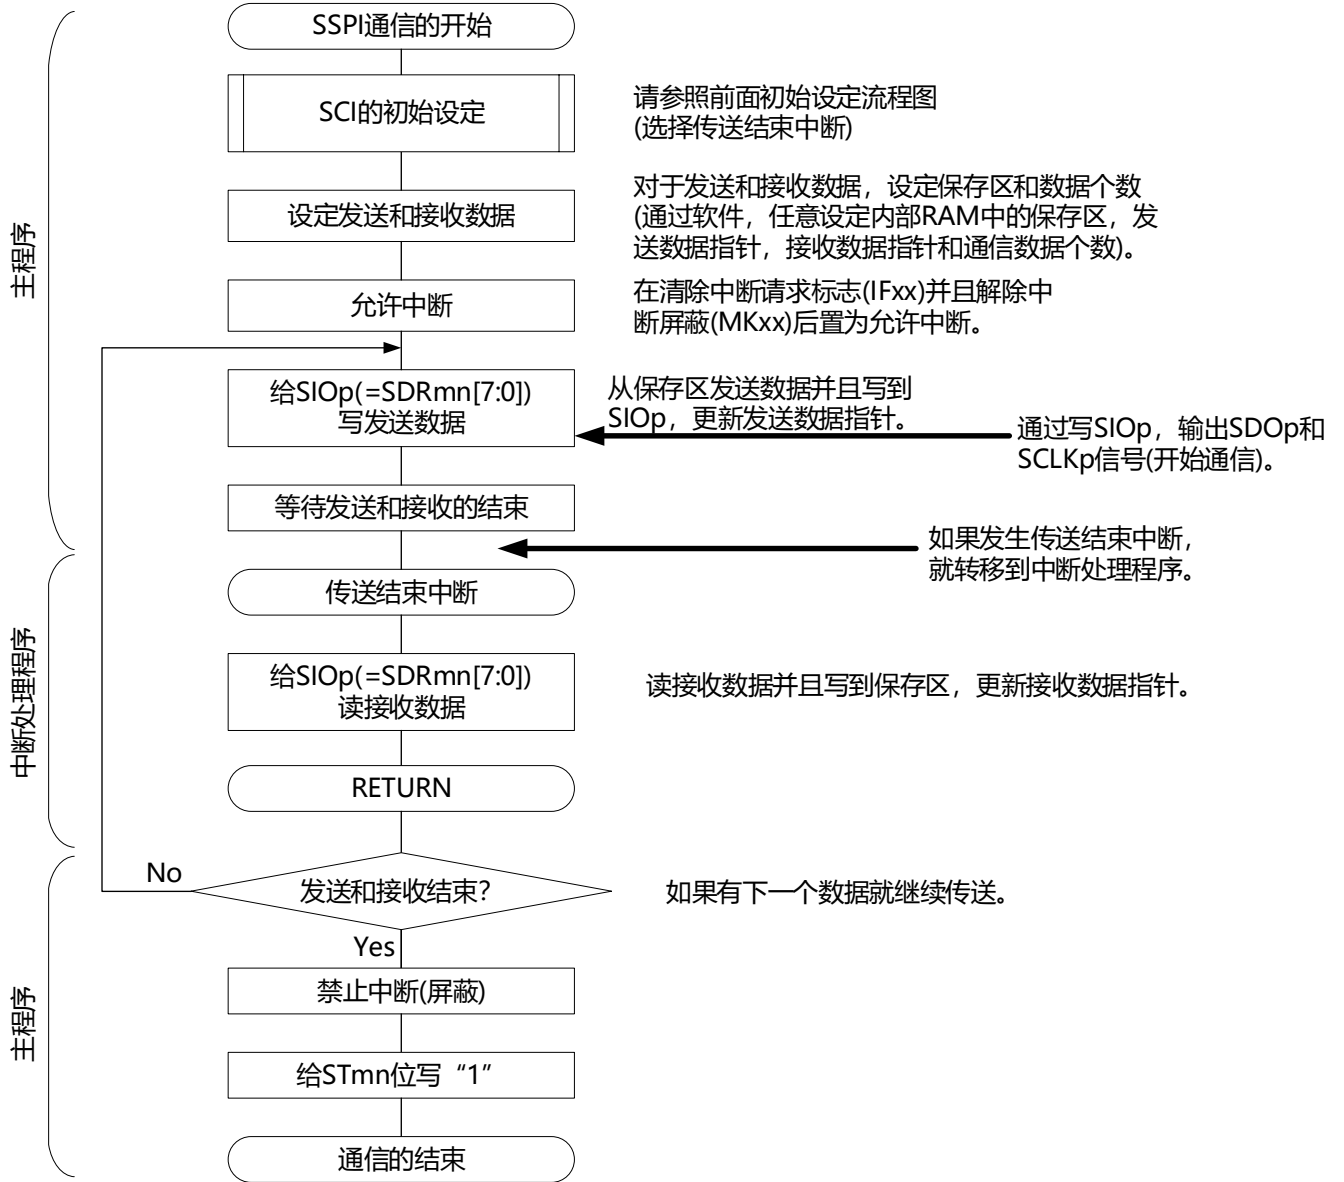 SSPI通信的开始
SCI的初始设定
请参照前面初始设定流程图
(选择传送结束中断)
设定发送和接收数据
对于发送和接收数据，设定保存区和数据个数
(通过软件，任意设定内部RAM中的保存区，发
送数据指针，接收数据指针和通信数据个数)。
主程序
允许中断
在清除中断请求标志(IFxx)并且解除中
断屏蔽(MKxx)后置为允许中断。
给SIOp(=SDRmn[7:0])
写发送数据
从保存区发送数据并且写到
SIOp，更新发送数据指针。
通过写SIOp，输出SDOp和
SCLKp信号(开始通信)。
等待发送和接收的结束
如果发生传送结束中断，
就转移到中断处理程序。
传送结束中断
中断处理程序
给SIOp(=SDRmn[7:0])
读接收数据
读接收数据并且写到保存区，更新接收数据指针。
RETURN
No
发送和接收结束?
如果有下一个数据就继续传送。
Yes
禁止中断(屏蔽)
主程序
给STmn位写“1”
通信的结束